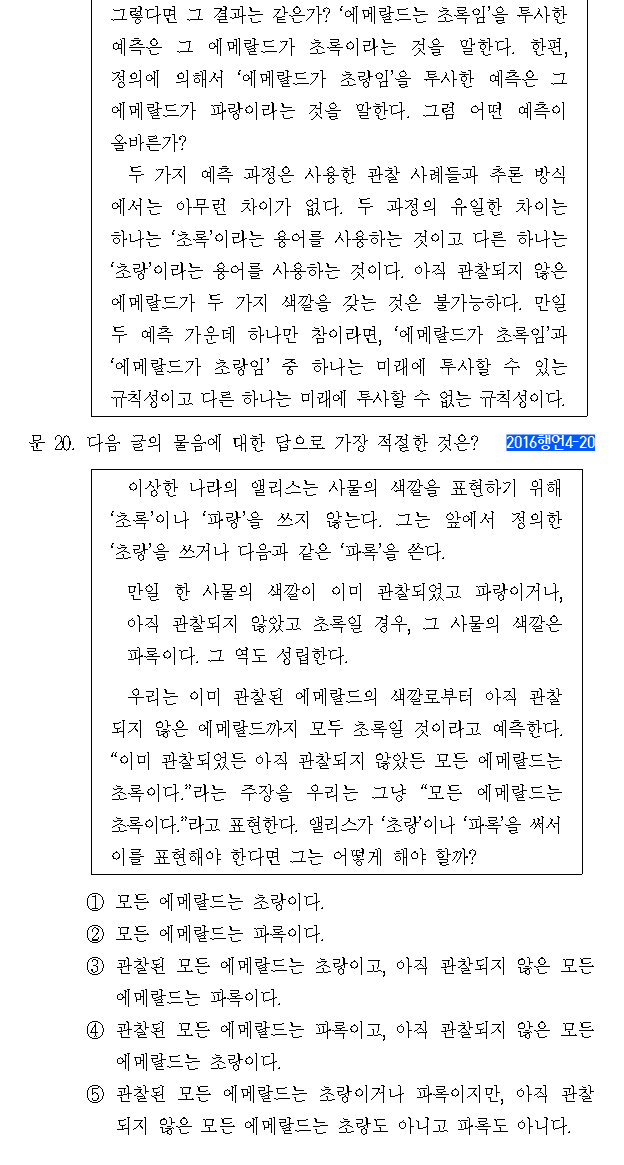 그렇다면 그 결과는 같은가? ‘에메랄드는 초록임’을 투사한
예측은 그 에메랄드가 초록이라는 것을 말한다. 한편,
정의에 의해서 ‘에메랄드가 초랑임’을 투사한 예측은 그
에메랄드가 파랑이라는 것을 말한다. 그럼 어떤 예측이
올바른가?
두 가지 예측 과정은 사용한 관찰 사례들과 추론 방식
에서는 아무런 차이가 없다. 두 과정의 유일한 차이는
하나는 ‘초록’이라는 용어를 사용하는 것이고 다른 하나는
‘초랑’이라는 용어를 사용하는 것이다. 아직 관찰되지 않은
에메랄드가 두 가지 색깔을 갖는 것은 불가능하다. 만일
두 예측 가운데 하나만 참이라면, ‘에메랄드가 초록임’과
‘에메랄드가 초랑임’ 중 하나는 미래에 투사할 수 있는
규칙성이고 다른 하나는 미래에 투사할 수 없는 규칙성이다.
문 20. 다음 글의 물음에 대한 답으로 가장 적절한 것은? 2016행언4-20
이상한 나라의 앨리스는 사물의 색깔을 표현하기 위해
‘초록’이나 ‘파랑’을 쓰지 않는다. 그는 앞에서 정의한
‘초랑’을 쓰거나 다음과 같은 ‘파록’을 쓴다.
만일 한 사물의 색깔이 이미 관찰되었고 파랑이거나,
아직 관찰되지 않았고 초록일 경우, 그 사물의 색깔은
파록이다. 그 역도 성립한다.
우리는 이미 관찰된 에메랄드의 색깔로부터 아직 관찰
되지 않은 에메랄드까지 모두 초록일 것이라고 예측한다.
“이미 관찰되었든 아직 관찰되지 않았든 모든 에메랄드는
초록이다.”라는 주장을 우리는 그냥 “모든 에메랄드는
초록이다.”라고 표현한다. 앨리스가 ‘초랑’이나 ‘파록’을 써서
이를 표현해야 한다면 그는 어떻게 해야 할까?
① 모든 에메랄드는 초랑이다.
② 모든 에메랄드는 파록이다.
③ 관찰된 모든 에메랄드는 초랑이고, 아직 관찰되지 않은 모든
에메랄드는 파록이다.
④ 관찰된 모든 에메랄드는 파록이고, 아직 관찰되지 않은 모든
에메랄드는 초랑이다.
⑤ 관찰된 모든 에메랄드는 초랑이거나 파록이지만, 아직 관찰
되지 않은 모든 에메랄드는 초랑도 아니고 파록도 아니다.